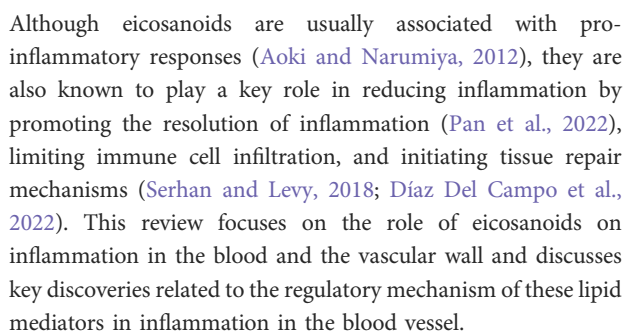 Although eicosanoids are usually associated with pro-
inflammatory responses (Aoki and Narumiya, 2012), they are
also known to play a key role in reducing inflammation by
promoting the resolution of inflammation (Pan et al., 2022),
limiting immune cell infiltration, and initiating tissue repair
mechanisms (Serhan and Levy, 2018; Díaz Del Campo et al.,
2022). This review focuses on the role of eicosanoids on
inflammation in the blood and the vascular wall and discusses
key discoveries related to the regulatory mechanism of these lipid
mediators in inflammation in the blood vessel.